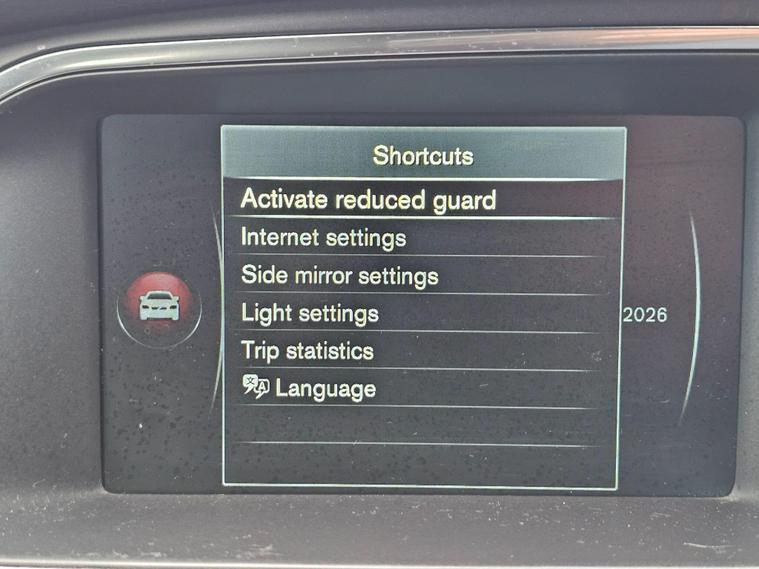 Shortcuts
Activate reduced guard
Internet settings
Side mirror settings
Light settings
2026
Trip statistics
Language